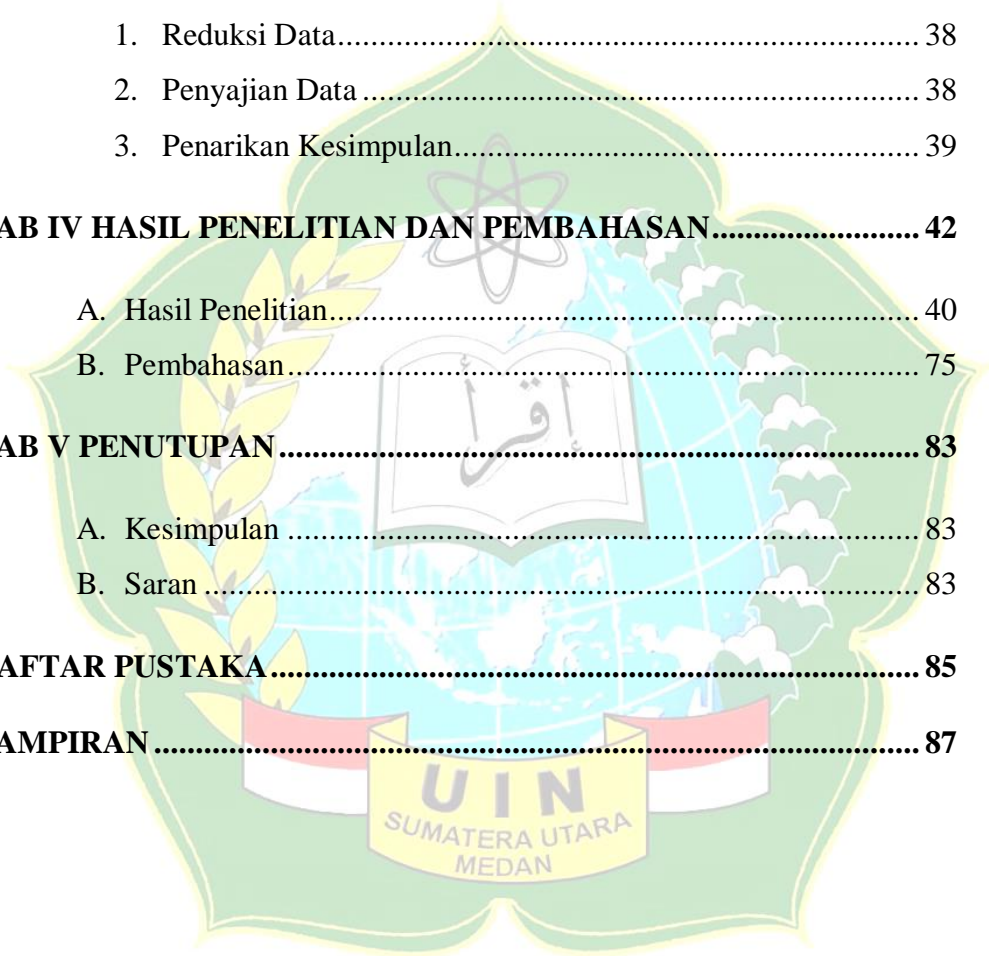 1. Reduksi Data............................................................. 38
2. Penyajian Data.......................................................... 38
3. Penarikan Kesimpulan................................................ 39
AB IV HASIL PENELITIAN DAN PEMBAHASAN........................ 42
A. Hasil Penelitian............................................................. 40
B. Pembahasan................................................................. 75
AB V PENUTUPAN................................................................ 83
A. Kesimpulan.................................................................. 83
B. Saran........................................................................... 83
AFTAR PUSTAKA................................................................. 85
AMPIRAN............................................................................. 87
إقرأ
UIN
SUMATERA UTARA
MEDAN